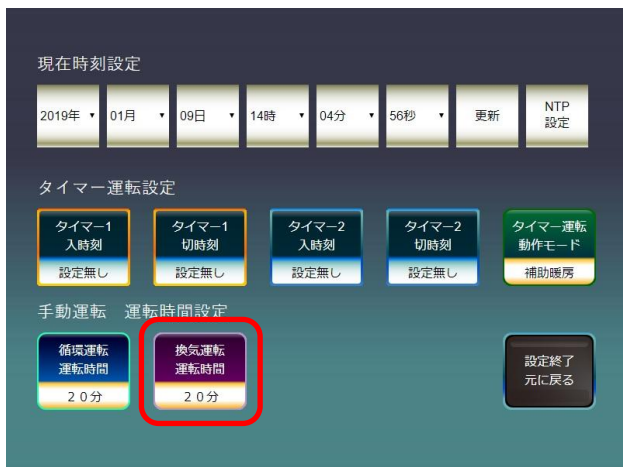 現在時刻設定
2019年 01月 09日 14時 04分 56秒 更新 NTP
設定
タイマー運転設定
タイマー1
入時刻
設定無し
タイマー1
切時刻
設定無し
タイマー2
入時刻
設定無し
タイマー2
切時刻
設定無し
タイマー運転
動作モード
補助暖房
手動運転　運転時間設定
循環運転
運転時間
２０分
換気運転
運転時間
２０分
設定終了
元に戻る